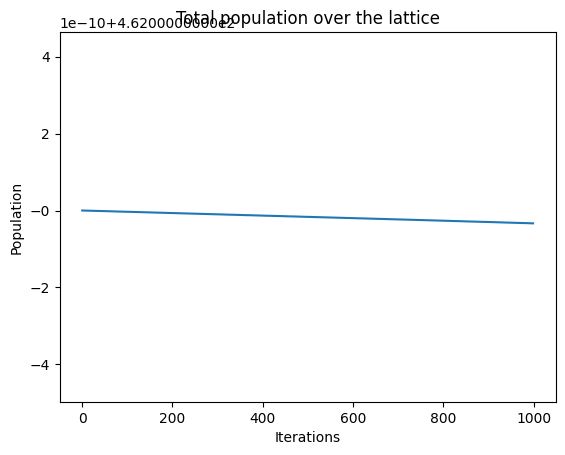 Total population over the lattice
1e−10+4.6200000000e2
4
2
−0
−2
−4
Population
0 200 400 600 800 1000
Iterations